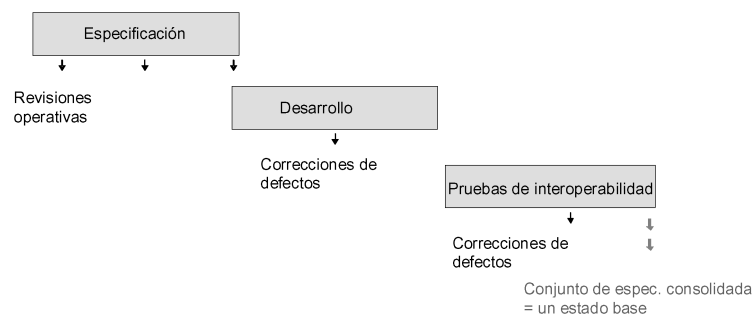 Especificación
Revisiones
operativas
Desarrollo
Correcciones de
defectos
Pruebas de interoperabilidad
Correcciones de
defectos
Conjunto de espec. consolidada
= un estado base